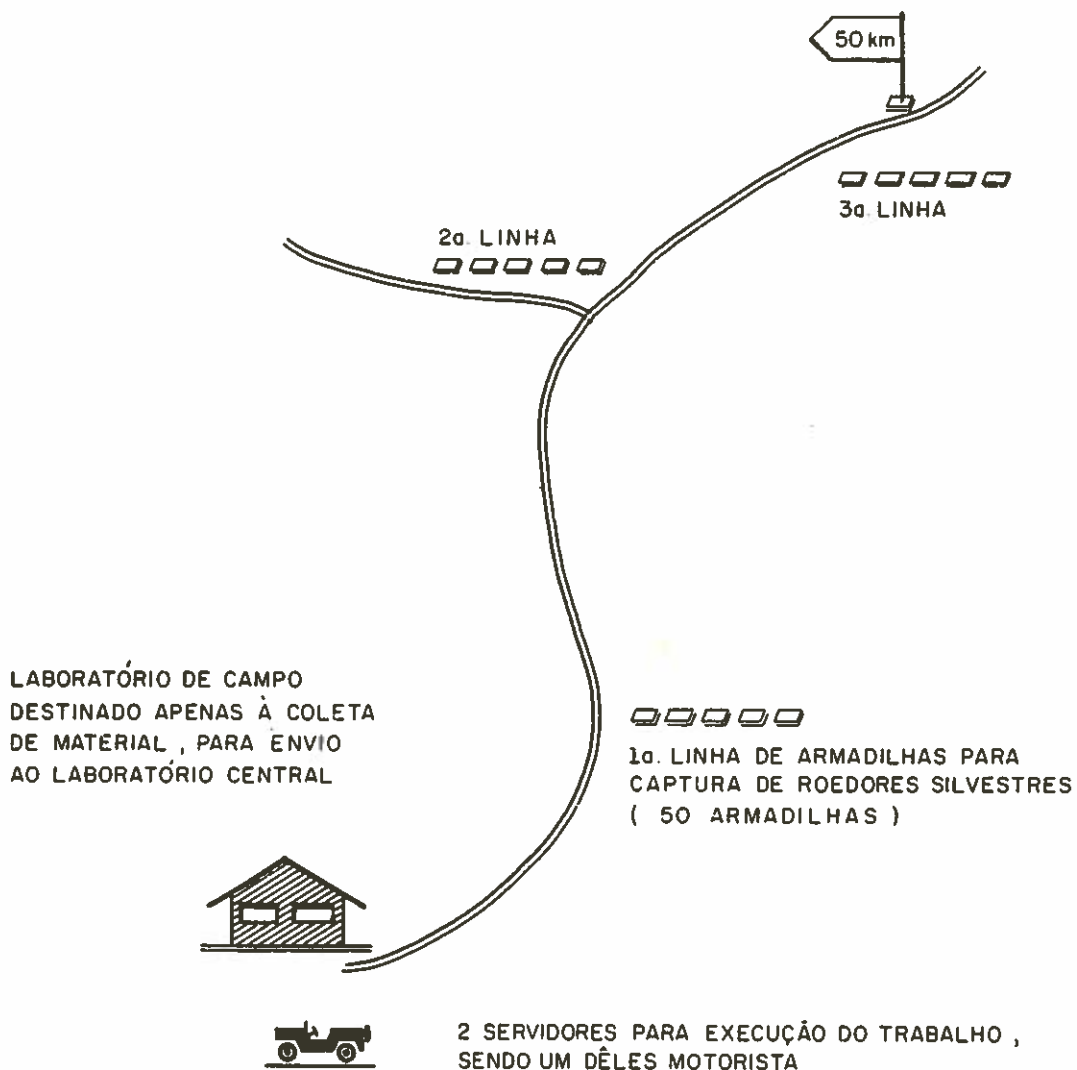 50 km
3a. LINHA
2a. LINHA
LABORATÓRIO DE CAMPO
DESTINADO APENAS À COLETA
DE MATERIAL , PARA ENVIO
AO LABORATÓRIO CENTRAL
1a. LINHA DE ARMADILHAS PARA
CAPTURA DE ROEDORES SILVESTRES
( 50 ARMADILHAS )
2 SERVIDORES PARA EXECUÇÃO DO TRABALHO ,
SENDO UM DÊLES MOTORISTA